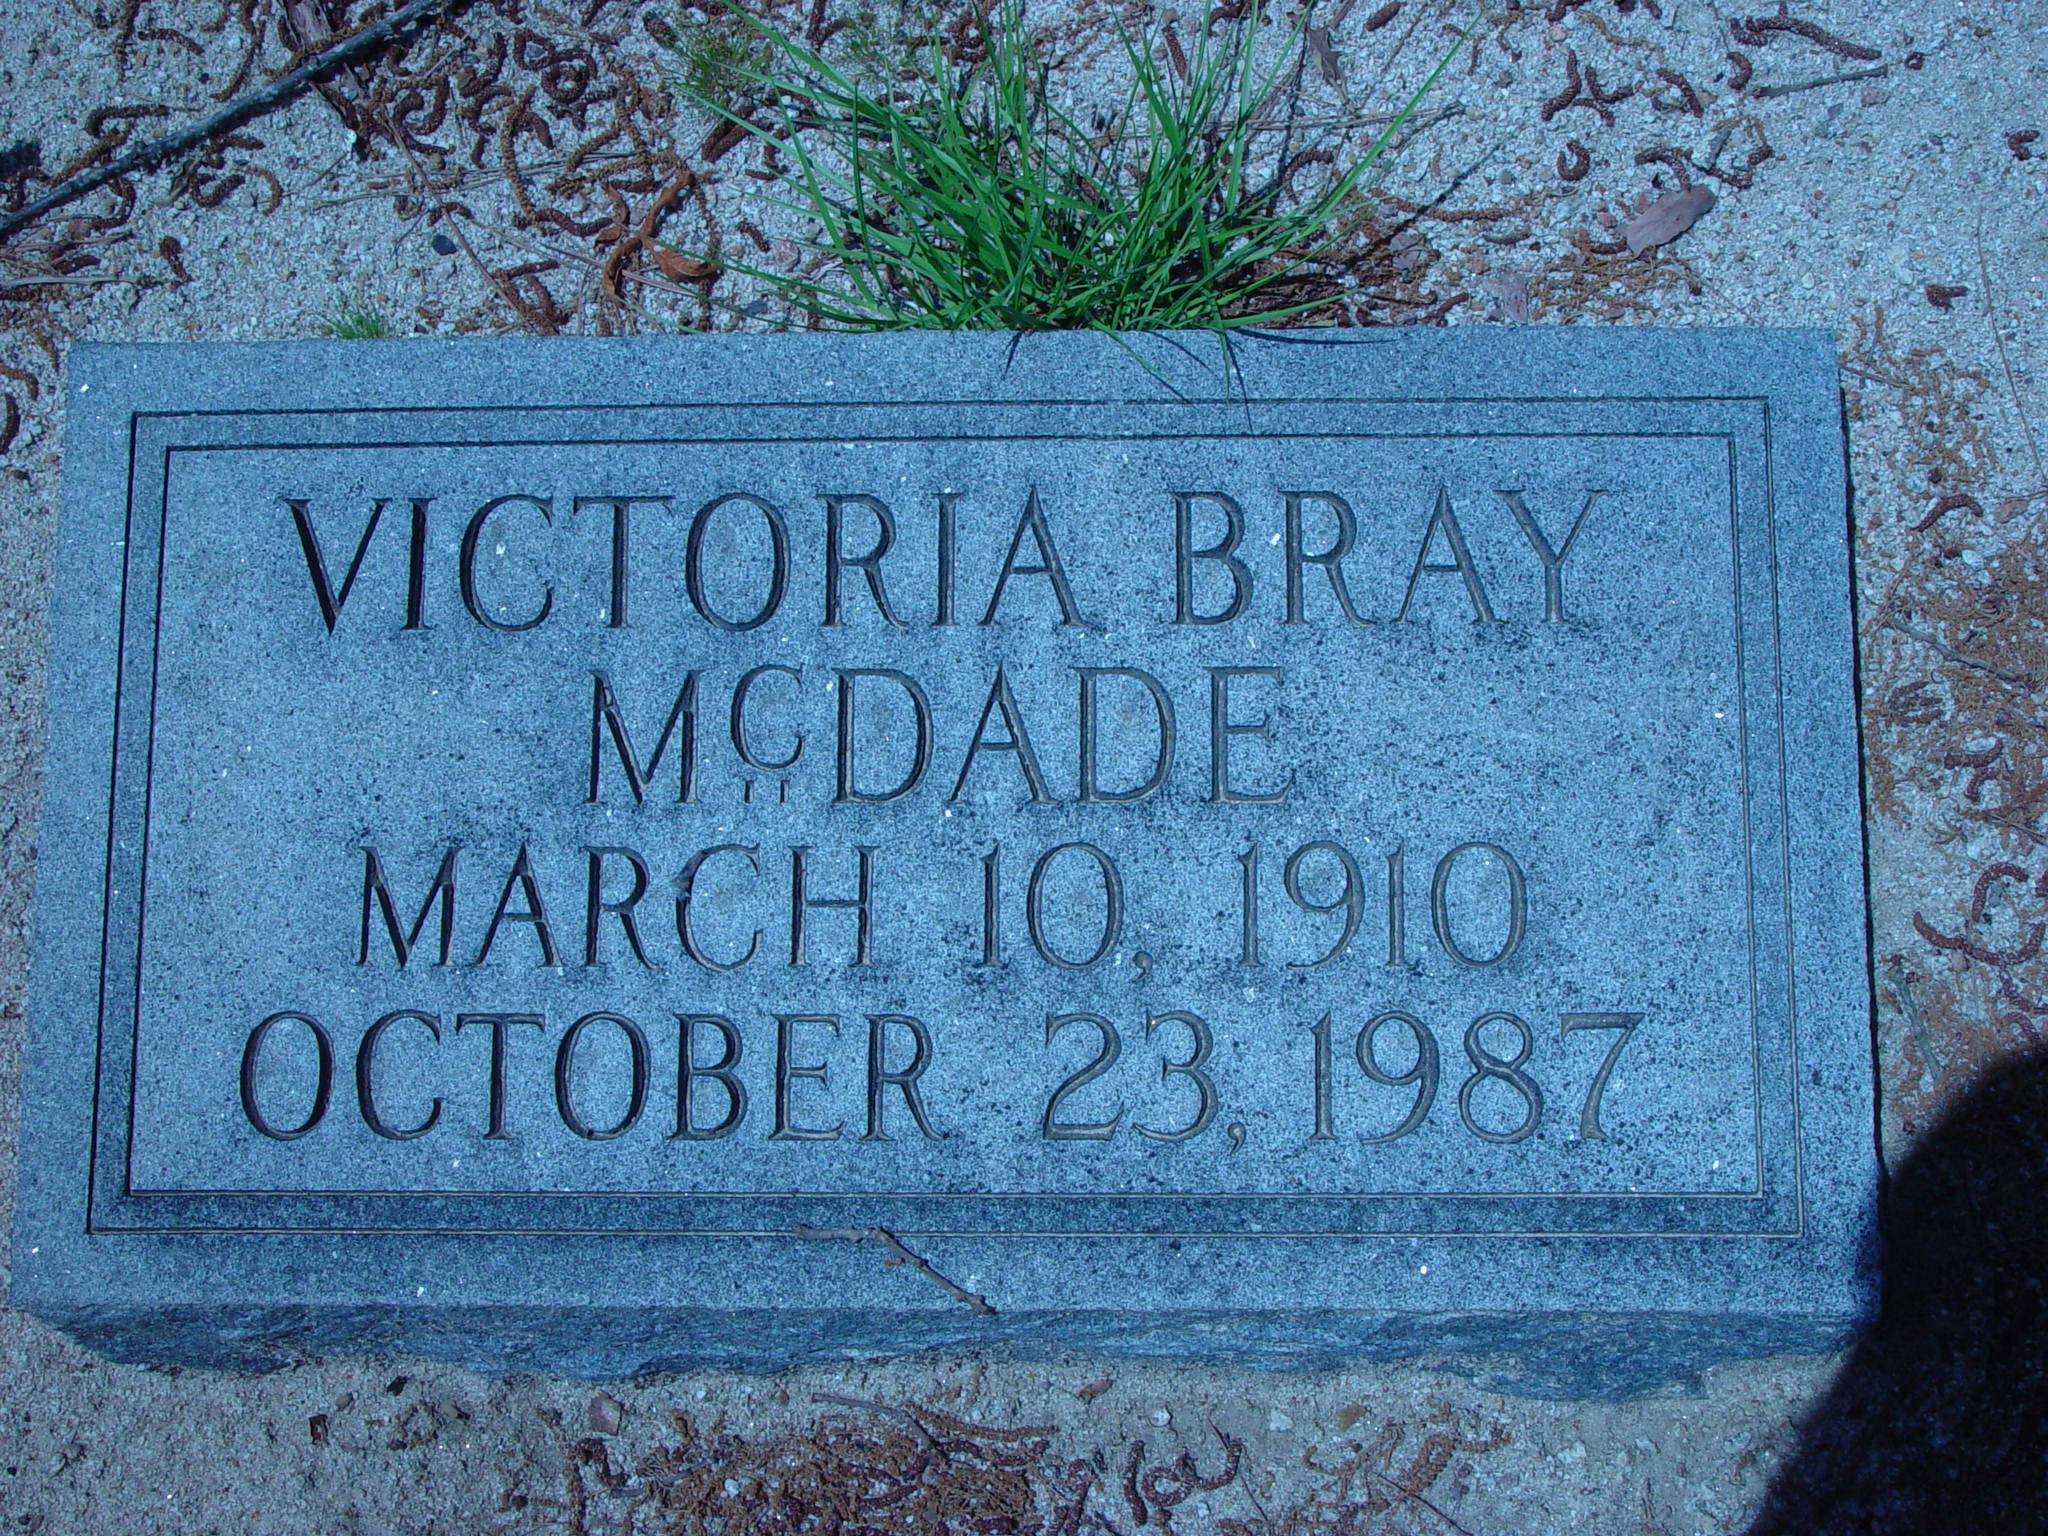 VICTORIA BRAY
McDADE
MARCH 10, 1910
OCTOBER 23, 1987